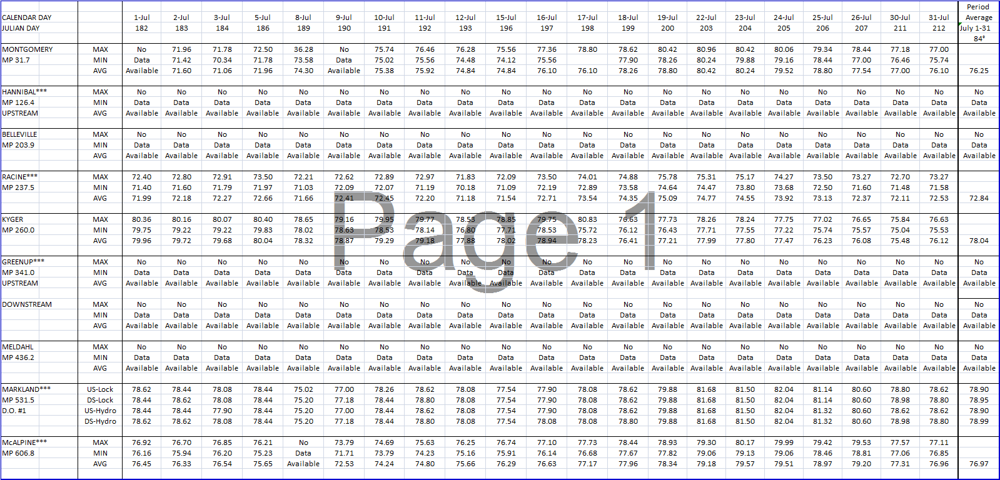 Period
CALENDAR DAY 1-Jul 2-Jul 3-Jul 5-Jul 8-Jul 9-Jul 10-Jul 11-Jul 12-Jul 15-Jul 16-Jul 17-Jul 18-Jul 19-Jul 22-Jul 23-Jul 24-Jul 25-Jul 26-Jul 30-Jul 31-Jul Average
JULIAN DAY 182 183 184 186 189 190 191 192 193 196 197 198 199 200 203 204 205 206 207 211 212 July 1-31
84°
MONTGOMERY MAX No 71.96 71.78 72.50 36.28 No 75.74 76.46 76.28 75.56 77.36 78.80 78.62 80.42 80.96 80.42 80.06 79.34 78.44 77.18 77.00
MP 31.7 MIN Data 71.42 70.34 71.78 73.58 Data 75.02 75.56 74.48 74.12 75.56 77.90 78.26 80.24 79.88 79.16 78.44 77.00 76.46 75.74
AVG Available 71.60 71.06 71.96 74.30 Available 75.38 75.92 74.84 74.84 76.10 76.10 78.26 78.80 80.42 80.24 79.52 78.80 77.54 77.00 76.10 76.25
HANNIBAL*** MAX No No No No No No No No No No No No No No No No No No No No No No
MP 126.4 MIN Data Data Data Data Data Data Data Data Data Data Data Data Data Data Data Data Data Data Data Data Data Data
UPSTREAM AVG Available Available Available Available Available Available Available Available Available Available Available Available Available Available Available Available Available Available Available Available Available Available
BELLEVILLE MAX No No No No No No No No No No No No No No No No No No No No No No
MP 203.9 MIN Data Data Data Data Data Data Data Data Data Data Data Data Data Data Data Data Data Data Data Data Data Data
AVG Available Available Available Available Available Available Available Available Available Available Available Available Available Available Available Available Available Available Available Available Available Available
RACINE*** MAX 72.40 72.80 72.91 73.50 72.21 72.62 72.89 72.97 71.83 72.09 73.50 74.01 74.88 75.78 75.31 75.17 74.27 73.50 73.27 72.70 73.27
MP 237.5 MIN 71.40 71.60 71.79 71.97 71.03 72.09 72.07 71.19 70.18 71.09 72.19 72.89 73.58 74.64 74.47 73.80 73.68 72.50 71.60 71.48 71.58
AVG 71.99 72.18 72.27 72.66 71.66 72.41 72.45 72.20 71.18 71.54 72.71 73.54 74.35 75.09 74.77 74.55 73.92 73.13 72.37 72.11 72.53 72.84
Page 1
KYGER MAX 80.36 80.16 80.07 80.40 78.65 79.16 79.95 79.77 78.53 78.85 79.75 80.83 76.63 77.73 78.26 78.24 77.75 77.02 76.65 75.84 76.63
MP 260.0 MIN 79.75 79.22 79.22 79.83 78.02 78.63 78.53 78.14 76.80 77.71 78.53 75.72 76.12 76.43 77.71 77.55 77.22 75.74 75.57 75.04 75.53
AVG 79.96 79.72 79.68 80.04 78.32 78.87 79.29 79.18 77.88 78.02 78.94 78.23 76.41 77.21 77.99 77.80 77.47 76.23 76.08 75.48 76.12 78.04
GREENUP*** MAX No No No No No No No No No No No No No No No No No No No No No No
MP 341.0 MIN Data Data Data Data Data Data Data Data Data Data Data Data Data Data Data Data Data Data Data Data Data Data
UPSTREAM AVG Available Available Available Available Available Available Available Available Available Available Available Available Available Available Available Available Available Available Available Available Available Available
DOWNSTREAM MAX No No No No No No No No No No No No No No No No No No No No No No
MIN Data Data Data Data Data Data Data Data Data Data Data Data Data Data Data Data Data Data Data Data Data Data
AVG Available Available Available Available Available Available Available Available Available Available Available Available Available Available Available Available Available Available Available Available Available Available
MELDAHL MAX No No No No No No No No No No No No No No No No No No No No No No
MP 436.2 MIN Data Data Data Data Data Data Data Data Data Data Data Data Data Data Data Data Data Data Data Data Data Data
AVG Available Available Available Available Available Available Available Available Available Available Available Available Available Available Available Available Available Available Available Available Available Available
MARKLAND*** US-Lock 78.62 78.44 78.08 78.44 75.02 77.00 78.26 78.62 78.08 77.54 77.90 78.08 78.62 79.88 81.68 81.50 82.04 81.14 80.60 78.80 78.62 78.90
MP 531.5 DS-Lock 78.44 78.62 78.08 78.44 75.20 77.18 78.44 78.80 78.08 77.54 77.90 78.08 78.62 79.88 81.68 81.50 82.04 81.14 80.60 78.98 78.80 78.95
D.O. #1 US-Hydro 78.44 78.44 77.90 78.44 75.20 77.00 78.44 78.62 78.08 77.54 77.90 78.08 78.62 79.88 81.68 81.50 82.04 81.32 80.60 78.62 78.62 78.90
DS-Hydro 78.62 78.62 78.08 78.44 75.20 77.18 78.44 78.80 78.08 77.54 77.90 78.08 78.80 79.88 81.68 81.50 82.04 81.32 80.60 78.98 78.80 78.99
McALPINE*** MAX 76.92 76.70 76.85 76.21 No 73.79 74.69 75.63 76.25 76.74 77.10 77.73 78.44 78.93 79.30 80.17 79.99 79.42 79.53 77.57 77.11
MP 606.8 MIN 76.16 75.94 76.20 75.23 Data 71.71 73.79 74.23 75.16 75.91 76.14 76.68 77.67 77.82 79.06 79.13 79.06 78.46 78.81 77.06 76.85
AVG 76.45 76.33 76.54 75.65 Available 72.53 74.24 74.80 75.66 76.29 76.63 77.17 77.96 78.34 79.18 79.57 79.51 78.97 79.20 77.31 76.96 76.97